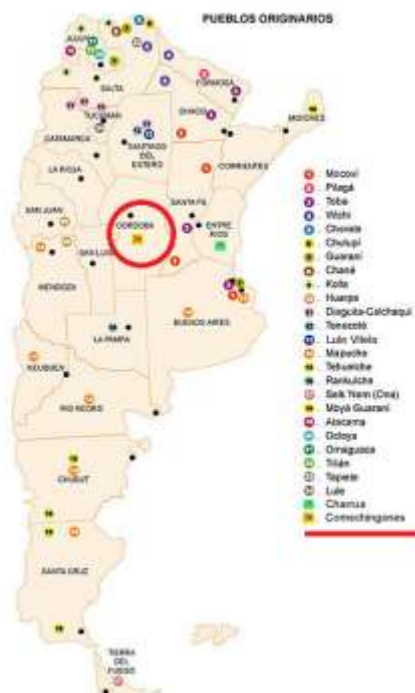 PUEBLOS ORIGINARIOS
JUJUY
SALTA
FORMOSA
CHACO
MISIONES
TUCUMAN
CATAMARCA
SANTIAGO
DEL
ESTERO
CORRIENTES
LA RIOJA
SANTA FE
SAN JUAN
CORDOBA
ENTRE
RIOS
SAN LUIS
MENDOZA
BUENOS AIRES
LA PAMPA
NEUQUEN
RIO NEGRO
CHUBUT
SANTA CRUZ
TIERRA
DEL
FUEGO
Mocoví
Pilagá
Toba
Wichí
Chorote
Chulupí
Guaraní
Chané
Kolla
Huarpe
Diaguita-Calchaquí
Tonocoté
Lule Vilela
Mapuche
Tehuelche
Rankulche
Selk'Nam (Ona)
Mbyá Guaraní
Atacama
Ocloya
Omaguaca
Tilián
Tapiete
Lule
Charrua
Comechingones